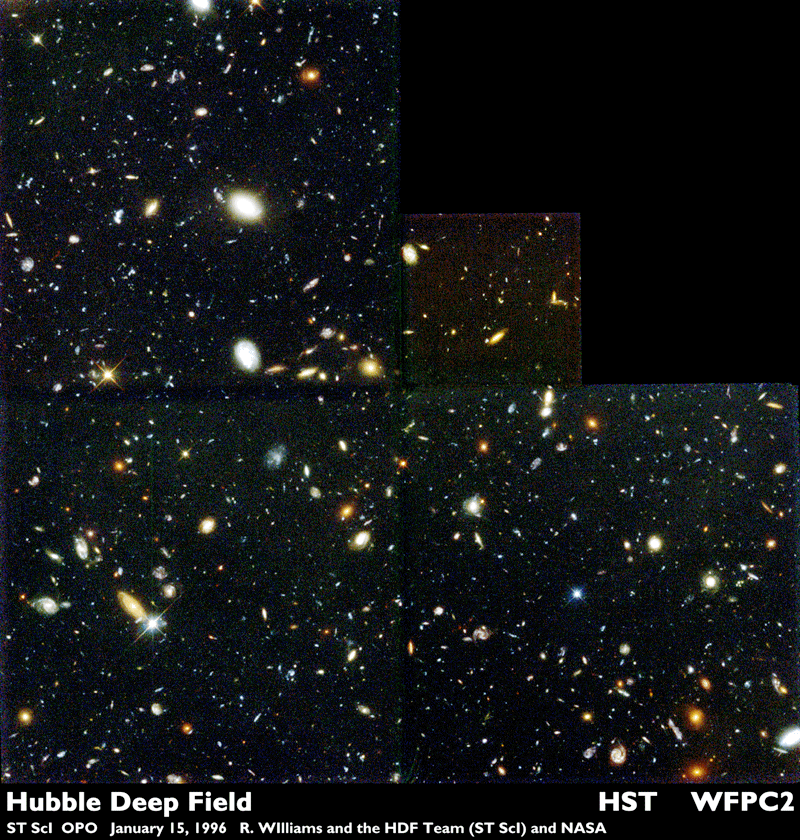 Hubble Deep Field HST WFPC2
ST ScI OPO January 15, 1996 R. WIlliams and the HDF Team (ST ScI) and NASA